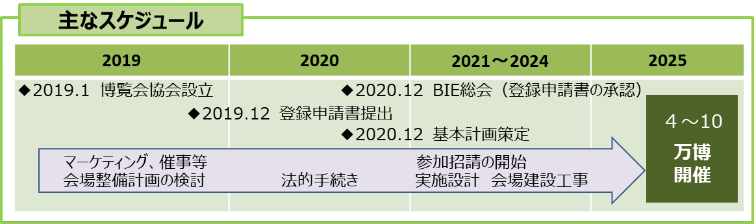 主なスケジュール
2019 2020 2021～2024 2025
◆2019.1 博覧会協会設立 ◆2020.12 BIE総会（登録申請書の承認）
◆2019.12 登録申請書提出
◆2020.12 基本計画策定
４～10
万博
開催
マーケティング、催事等
会場整備計画の検討
法的手続き
参加招請の開始
実施設計 会場建設工事